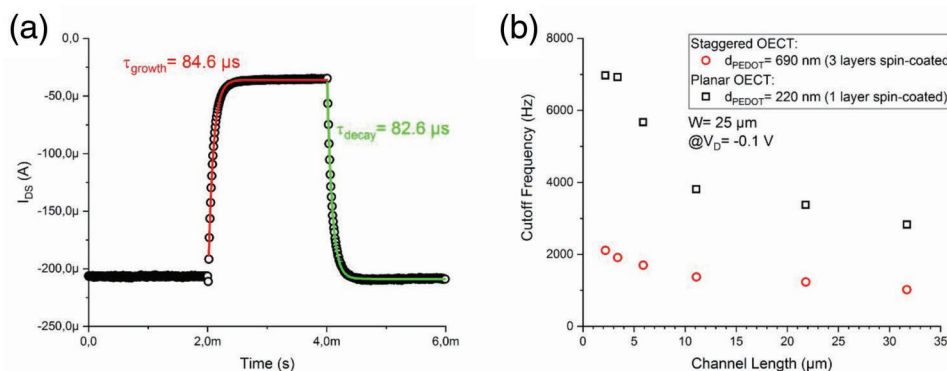 (a)
0,0
-50,0µ
-100,0µ
-150,0µ
-200,0µ
-250,0µ
I_DS (A)
τ_growth = 84.6 µs
τ_decay = 82.6 µs
0,0
2,0m
4,0m
6,0m
Time (s)
(b)
8000
6000
4000
2000
0
Cutoff Frequency (Hz)
Staggered OECT:
d_PEDOT= 690 nm (3 layers spin-coated
Planar OECT:
d_PEDOT= 220 nm (1 layer spin-coated)
W= 25 µm
@V_D= -0.1 V
0
5
10
15
20
25
30
35
Channel Length (µm)